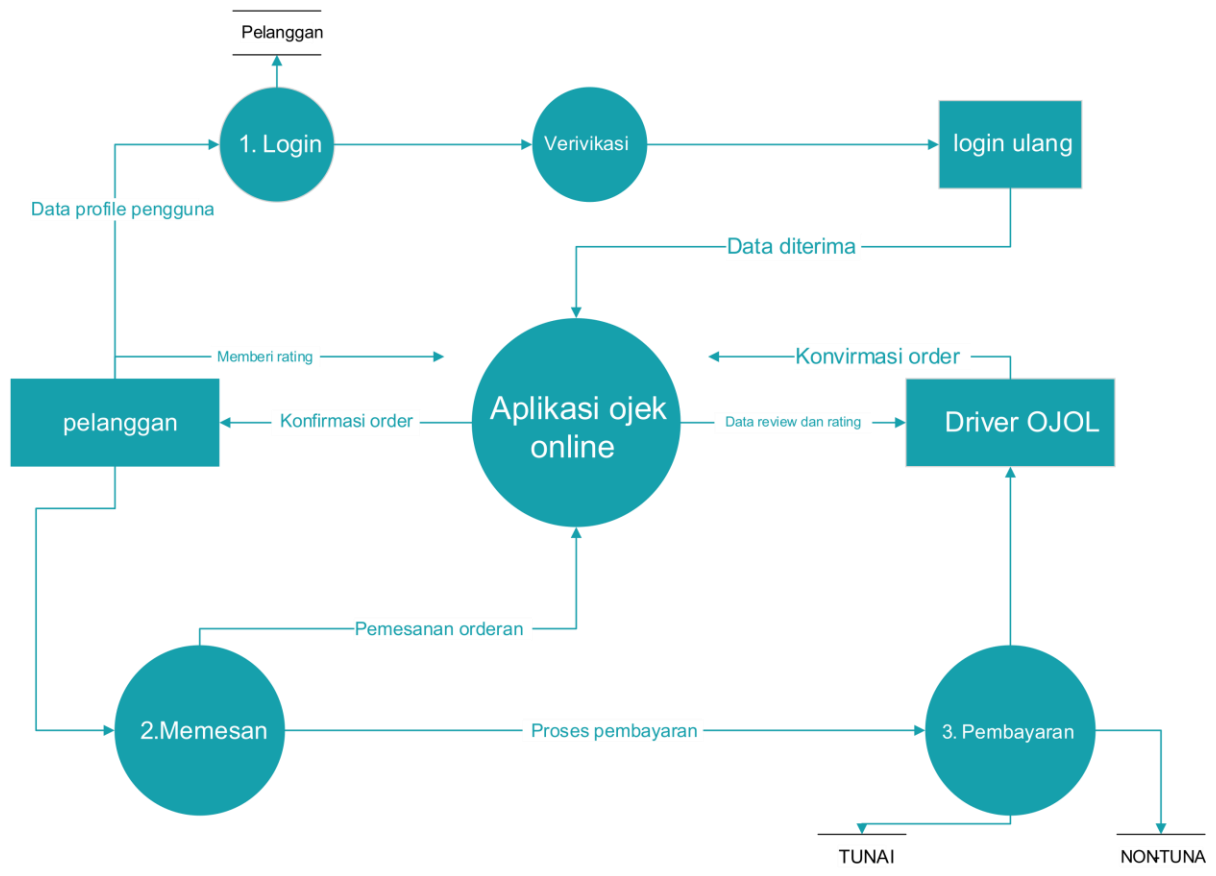 Pelanggan
1. Login
Verivikasi
login ulang
Data profile pengguna
Data diterima
Memberi rating
Konvirmasi order
pelanggan
Konfirmasi order
Aplikasi ojek
online
Data review dan rating
Driver OJOL
Pemesanan orderan
2.Memesan
Proses pembayaran
3. Pembayaran
TUNAI
NON-TUNA